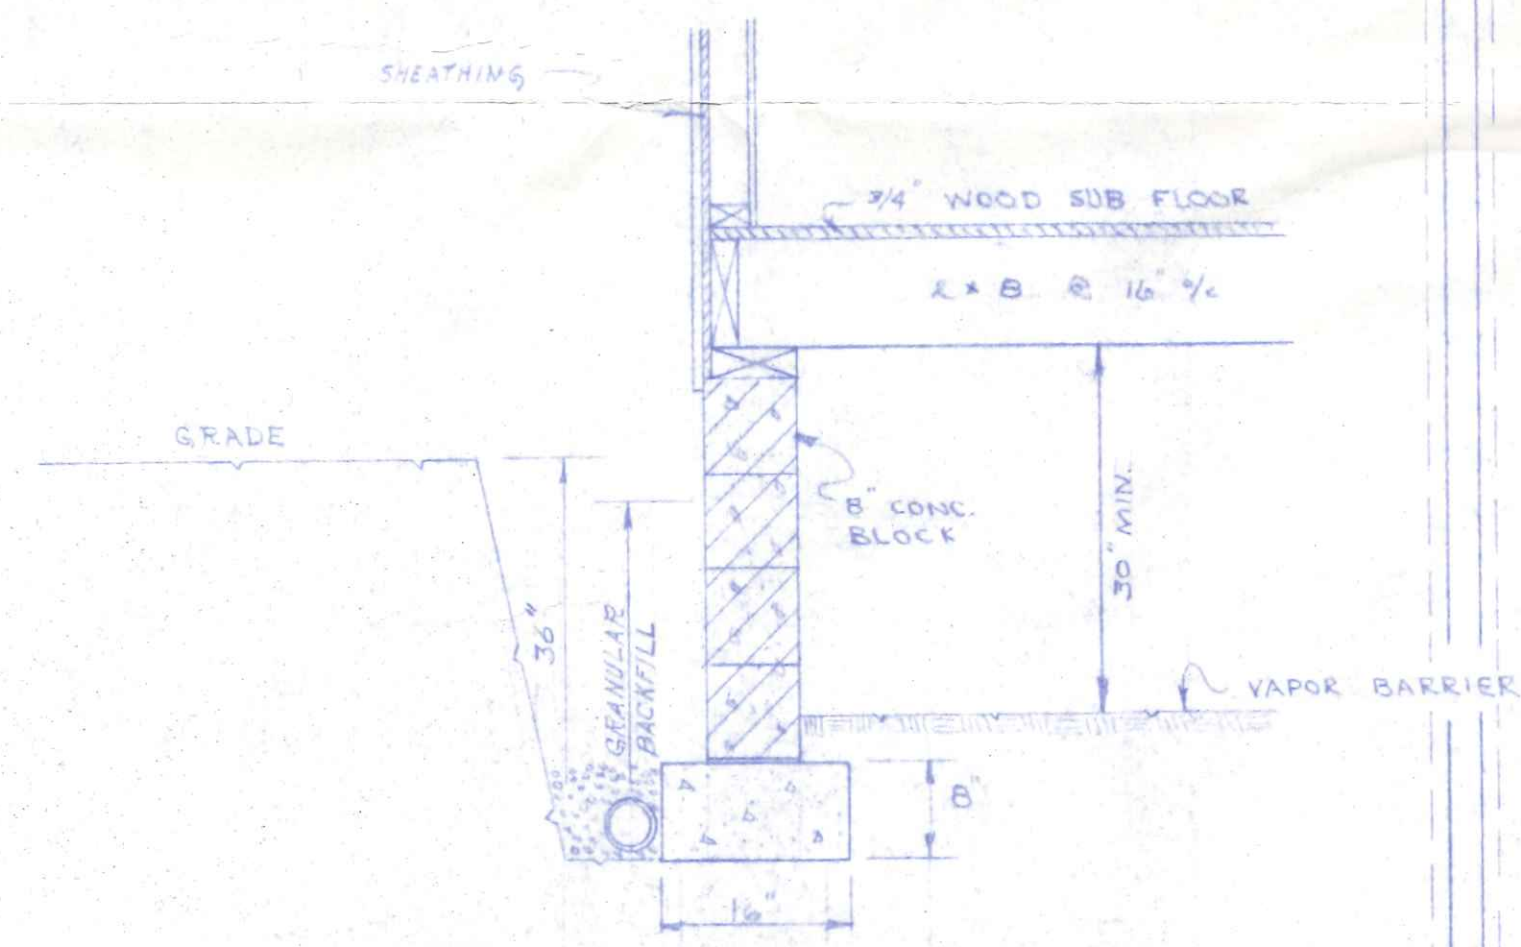 SHEATHING
3/4" WOOD SUB FLOOR
2 x 8 @ 16" o/c
GRADE
8" CONC.
BLOCK
30" MIN.
36"
GRANULAR
BACKFILL
VAPOR BARRIER
8"
16"